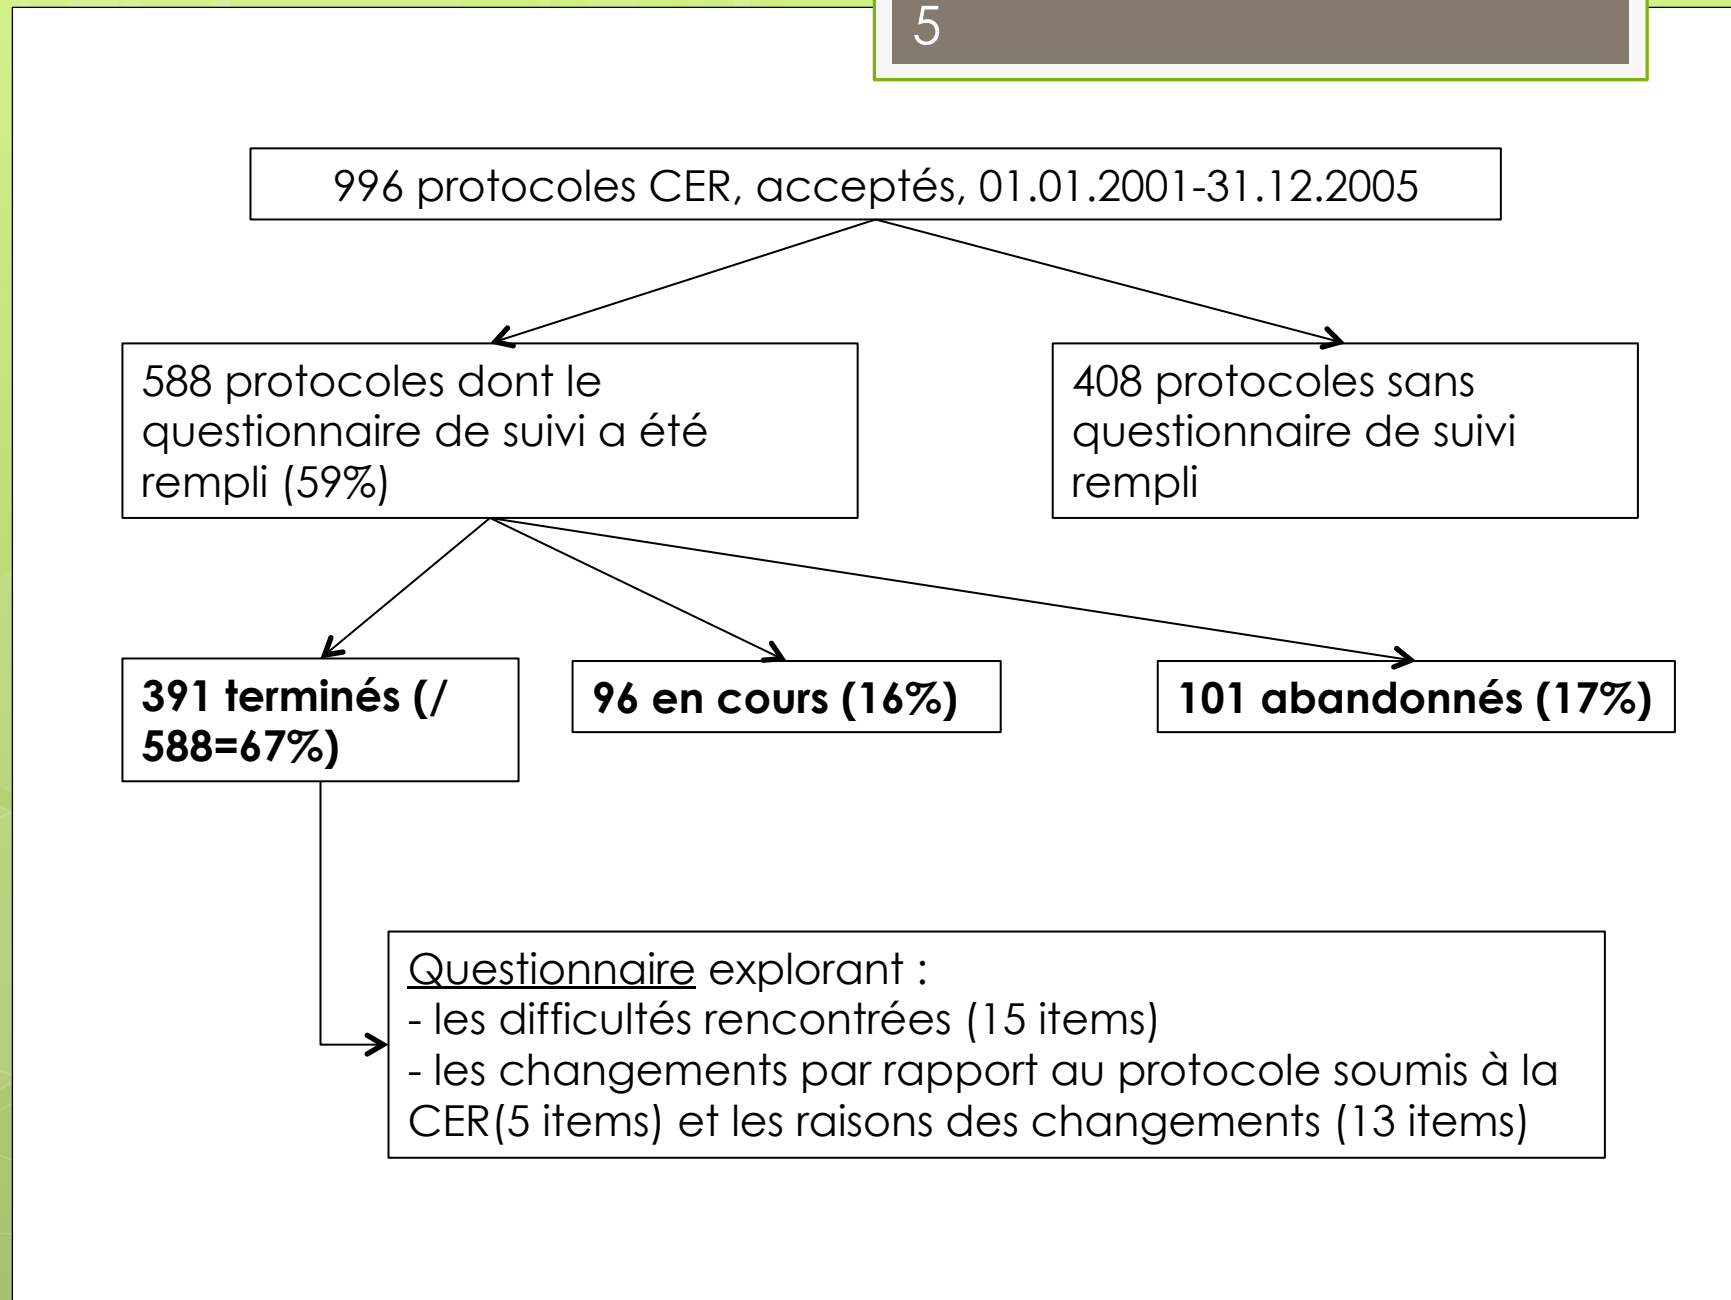 5
996 protocoles CER, acceptés, 01.01.2001-31.12.2005
588 protocoles dont le
questionnaire de suivi a été
rempli (59%)
408 protocoles sans
questionnaire de suivi
rempli
391 terminés (/
588=67%)
96 en cours (16%)
101 abandonnés (17%)
Questionnaire explorant :
- les difficultés rencontrées (15 items)
- les changements par rapport au protocole soumis à la
CER(5 items) et les raisons des changements (13 items)